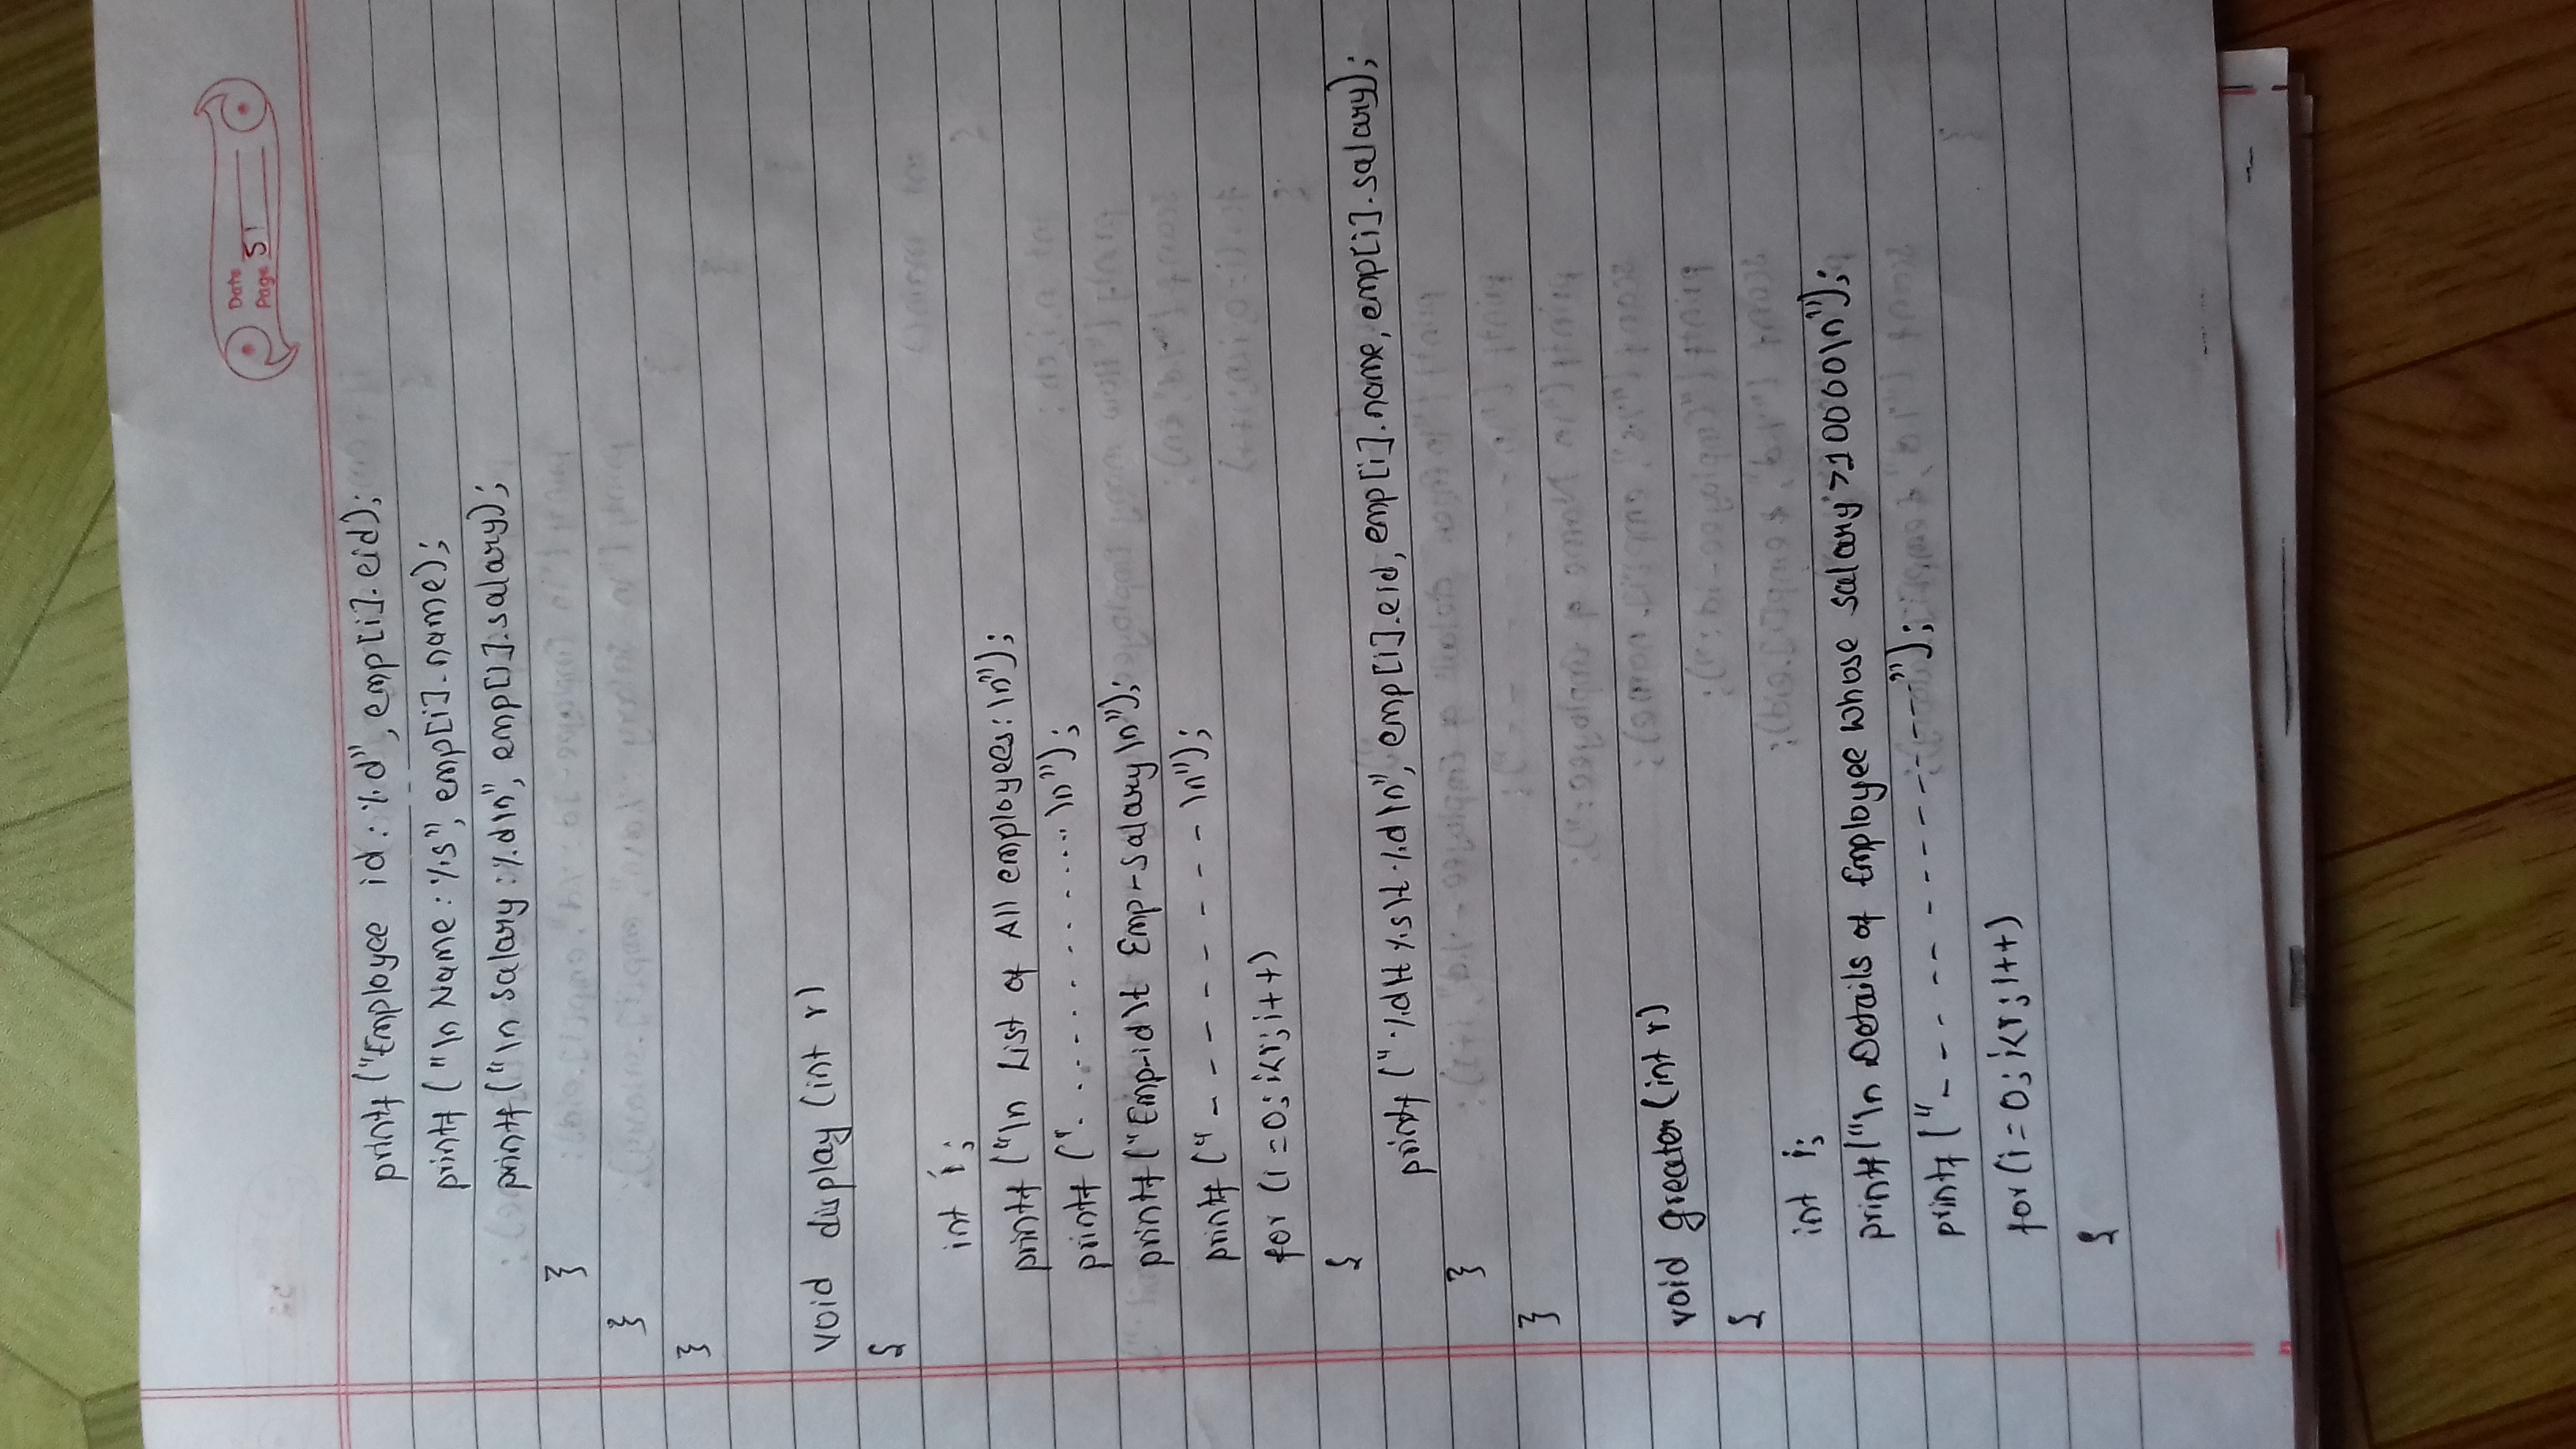 Date
Page 51
printf ("Employee id : %d", emp[i].eid);
printf ("\n Name : %s", emp[i].name);
printf ("\n salary : %d\n", emp[i].salary);
}
}
}
void display (int r)
{
int i;
printf ("\n List of All employees: \n");
printf ("- - - - - - - - - - - - \n");
printf ("Emp-id \t Emp-salary \n");
printf ("- - - - - - - - \n");
for (i=0; i<r; i++)
{
printf (" %d\t %s \t %d \n", emp[i].eid, emp[i].name, emp[i].salary);
}
}
void greater (int r)
{
int i;
printf ("\n Details of Employee whose salary >10000\n");
printf ("- - - - - - - - - - - - -");
for (i=0; i<r; i++)
{